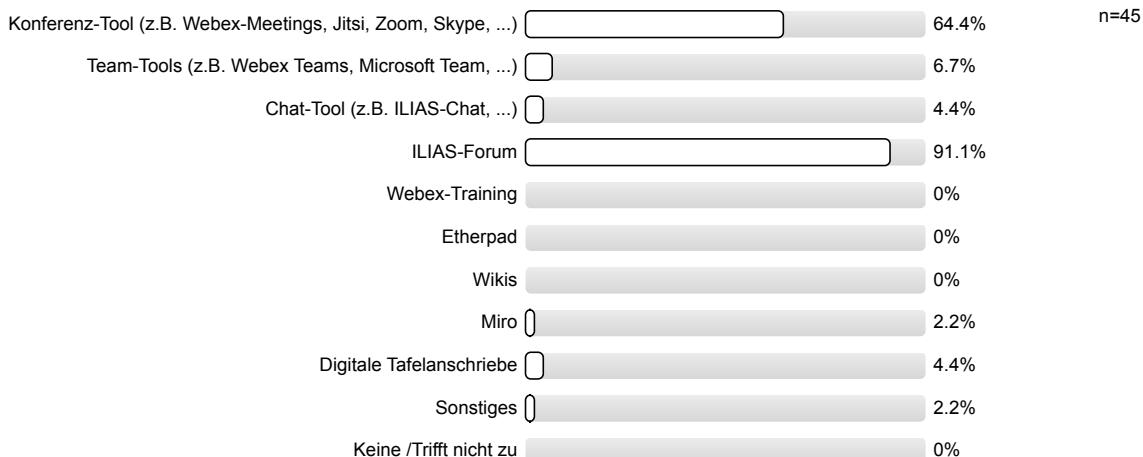 Konferenz-Tool (z.B. Webex-Meetings, Jitsi, Zoom, Skype, ...) 64.4% n=45
Team-Tools (z.B. Webex Teams, Microsoft Team, ...) 6.7%
Chat-Tool (z.B. ILIAS-Chat, ...) 4.4%
ILIAS-Forum 91.1%
Webex-Training 0%
Etherpad 0%
Wikis 0%
Miro 2.2%
Digitale Tafelanschriebe 4.4%
Sonstiges 2.2%
Keine /Trifft nicht zu 0%